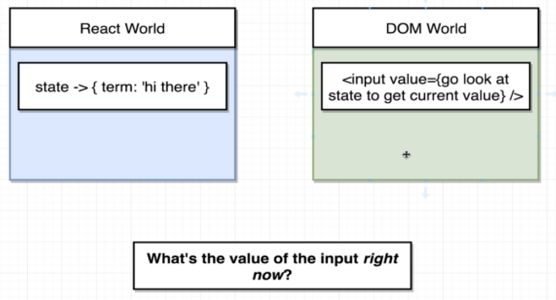 React World
state -> { term: 'hi there' }
DOM World
<input value={go look at
state to get current value} />
What's the value of the input right
now?